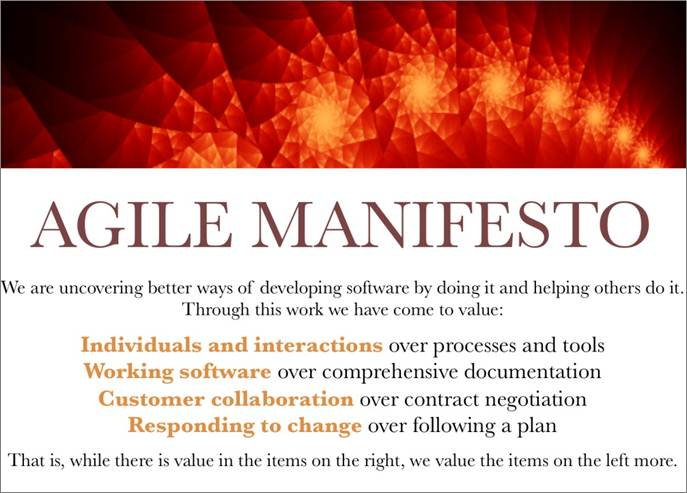 AGILE MANIFESTO
We are uncovering better ways of developing software by doing it and helping others do it.
Through this work we have come to value:
Individuals and interactions over processes and tools
Working software over comprehensive documentation
Customer collaboration over contract negotiation
Responding to change over following a plan
That is, while there is value in the items on the right, we value the items on the left more.